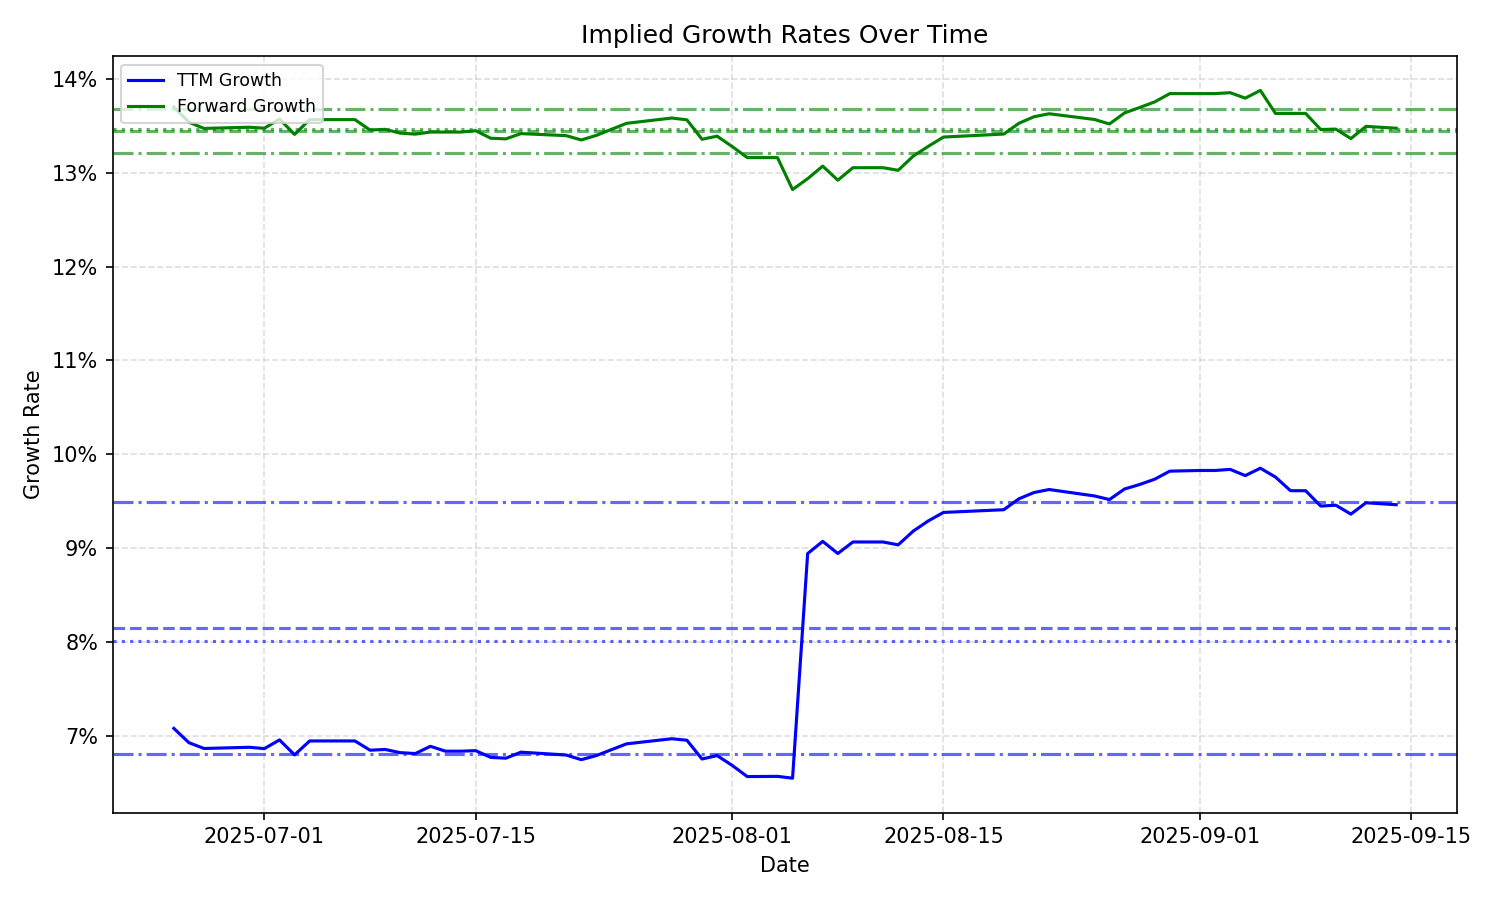 Implied Growth Rates Over Time
TTM Growth
Forward Growth
14%
13%
12%
11%
10%
9%
8%
7%
Growth Rate
2025-07-01
2025-07-15
2025-08-01
2025-08-15
2025-09-01
2025-09-15
Date